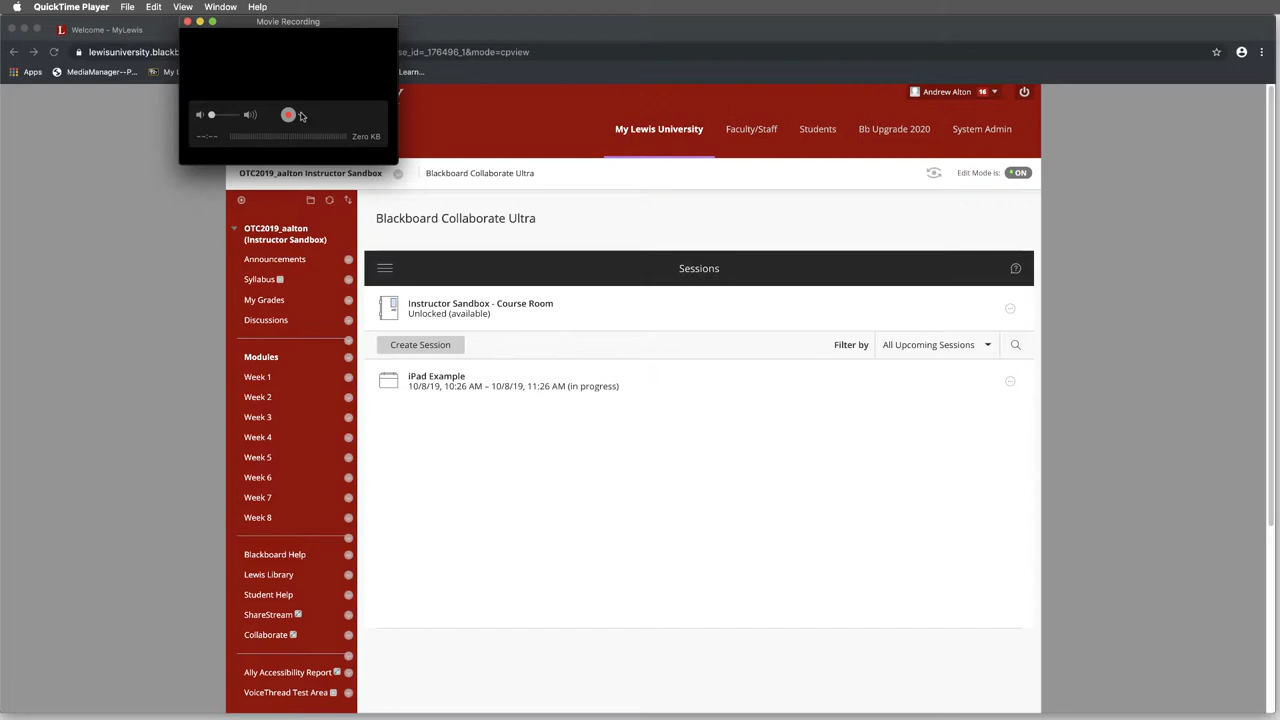 QuickTime Player File Edit View Window Help
Movie Recording
Welcome – MyLewis
lewisuniversity.blackb
se_id=_176496_1&mode=cpview
Apps MediaManager--P... My L
Learn...
--:-- Zero KB
Andrew Alton 16
My Lewis University Faculty/Staff Students Bb Upgrade 2020 System Admin
OTC2019_aalton Instructor Sandbox Blackboard Collaborate Ultra Edit Mode is: ON
OTC2019_aalton
(Instructor Sandbox)
Announcements
Syllabus
My Grades
Discussions
Modules
Week 1
Week 2
Week 3
Week 4
Week 5
Week 6
Week 7
Week 8
Blackboard Help
Lewis Library
Student Help
ShareStream
Collaborate
Ally Accessibility Report
VoiceThread Test Area
Blackboard Collaborate Ultra
Sessions
Instructor Sandbox - Course Room
Unlocked (available)
Create Session Filter by All Upcoming Sessions
iPad Example
10/8/19, 10:26 AM – 10/8/19, 11:26 AM (in progress)